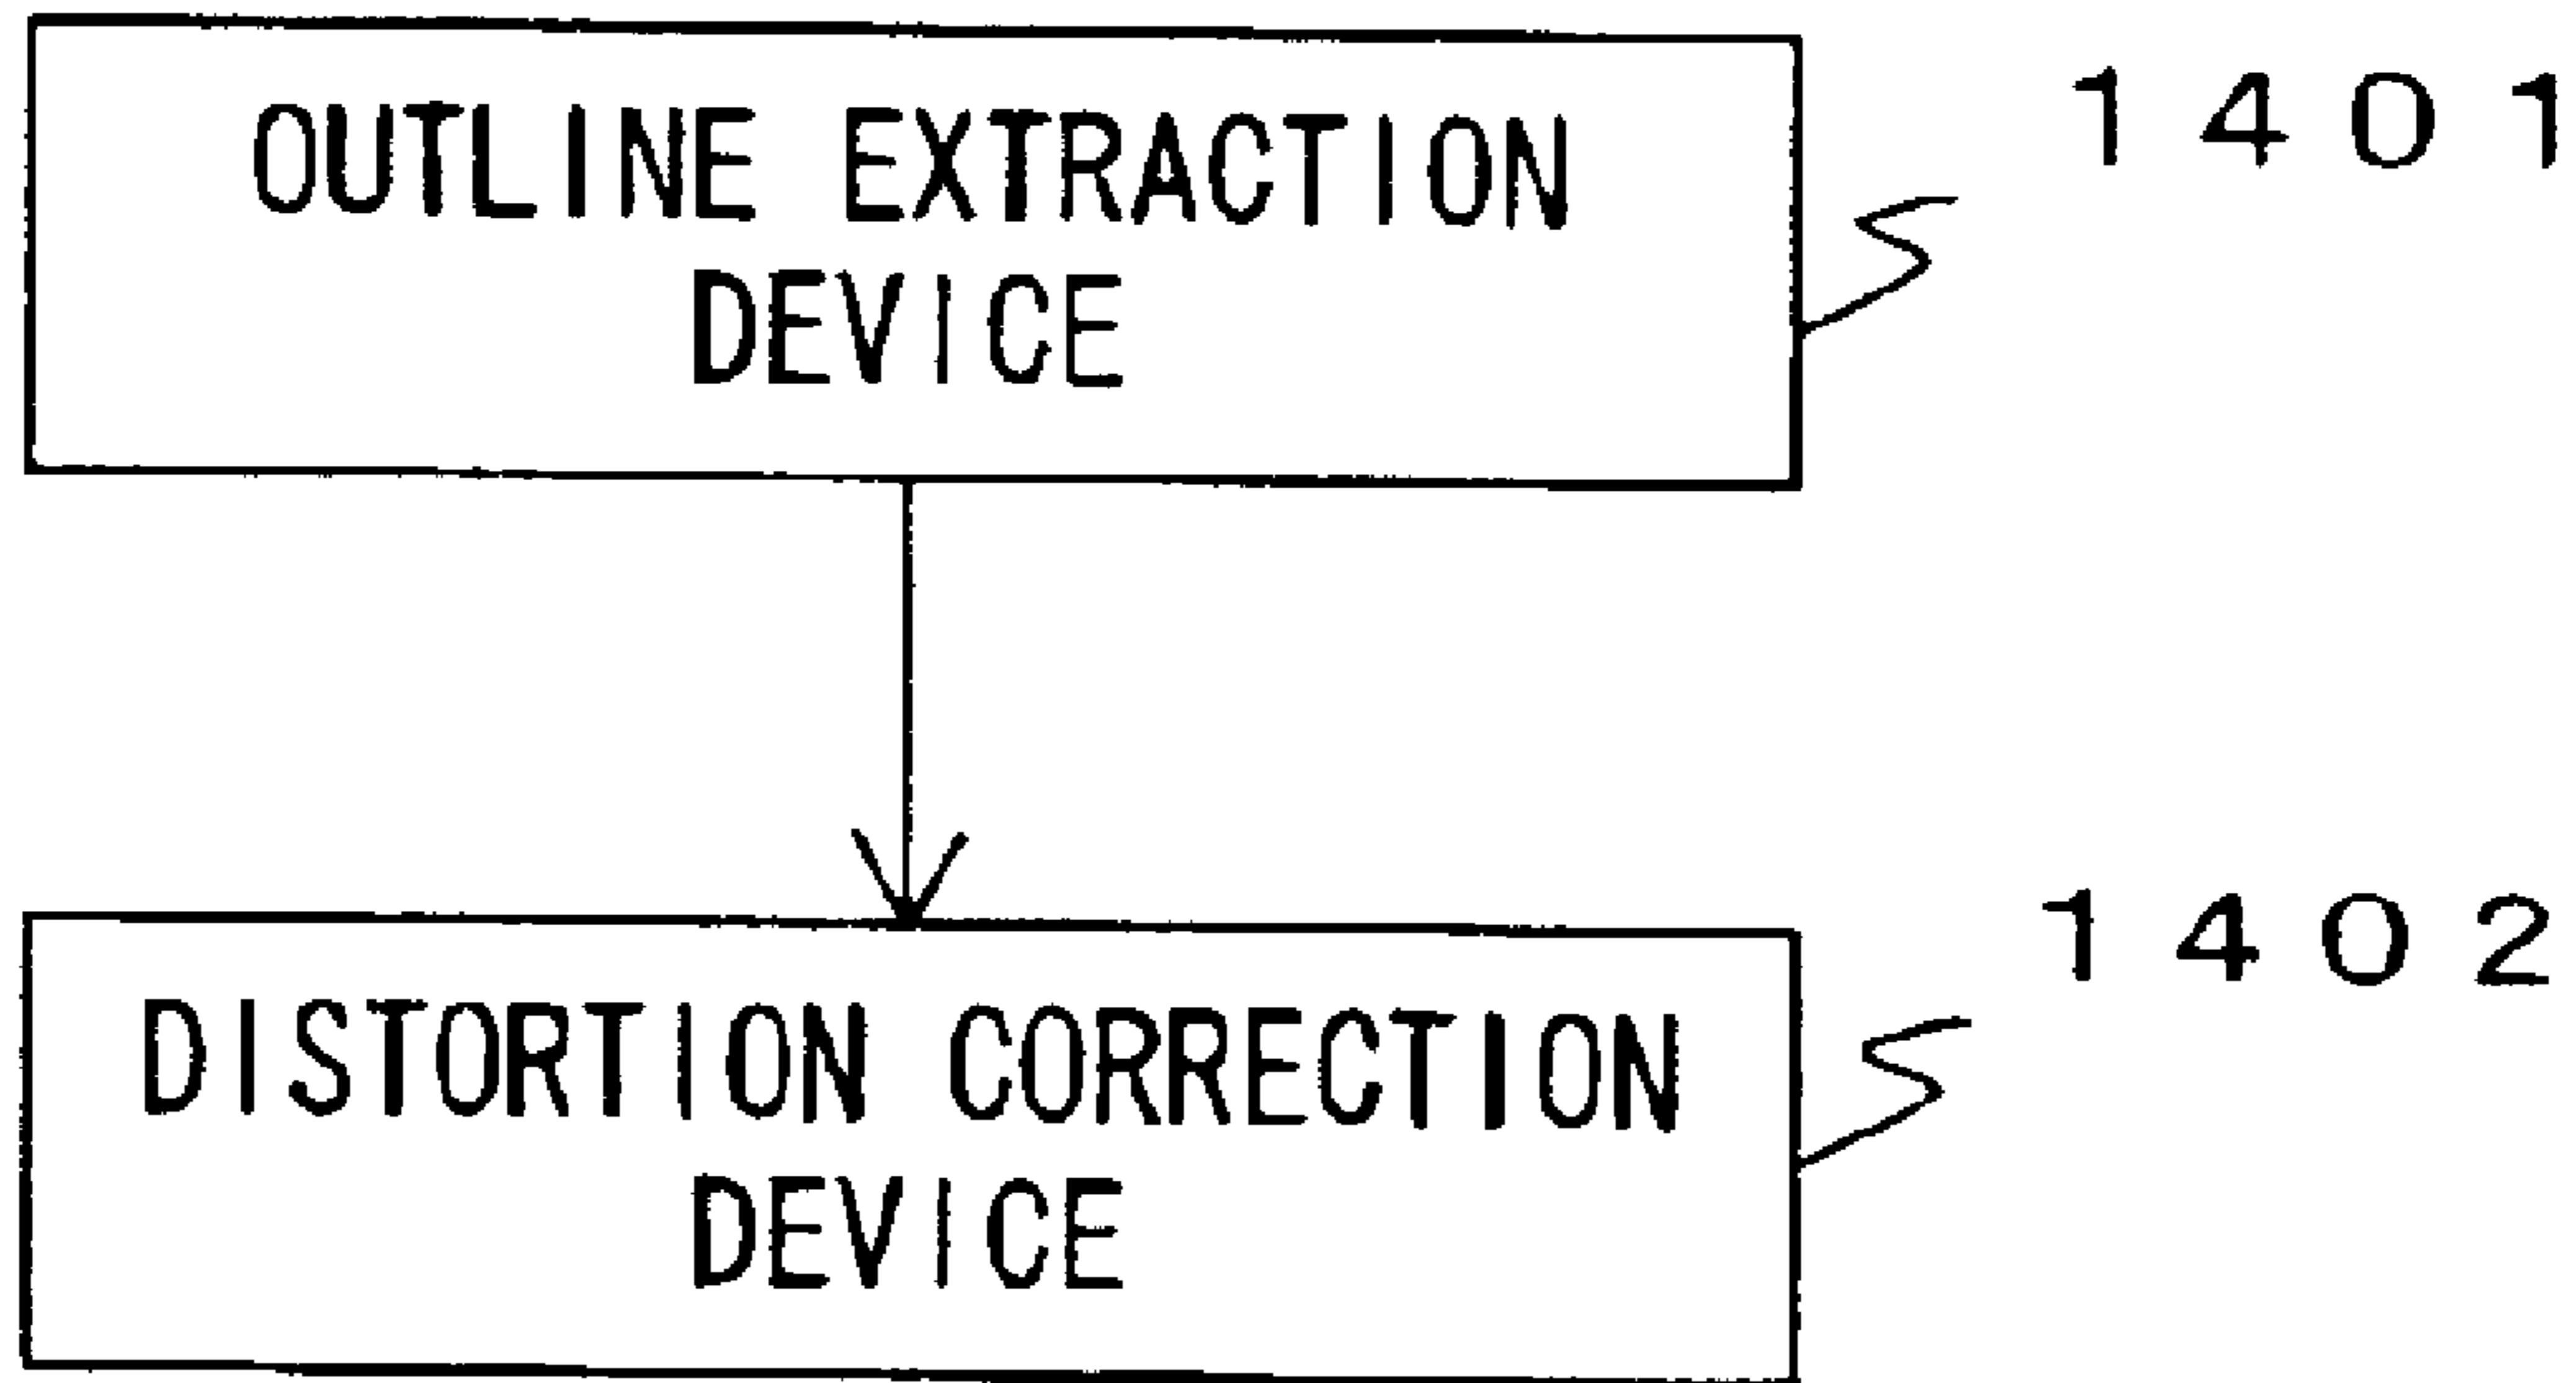 OUTLINE EXTRACTION
DEVICE
1401
DISTORTION CORRECTION
DEVICE
1402